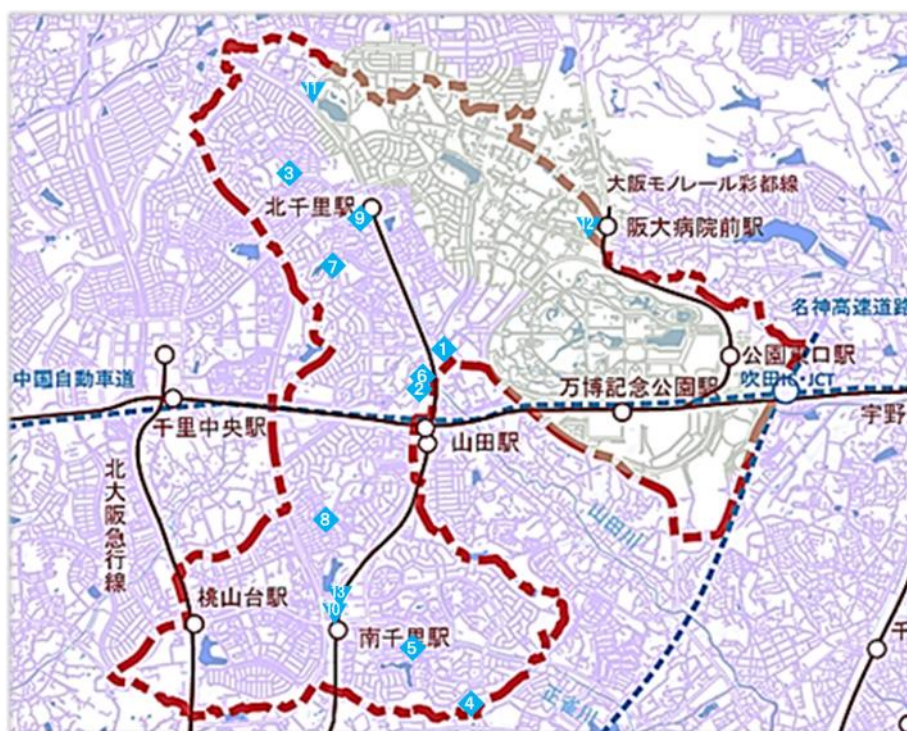 11
3
大阪モノレール彩都線
北千里駅
9
12
阪大病院前駅
7
名神高速道路
1
公園東口駅
中国自動車道
6
2
万博記念公園駅
吹田IC・JCT
千里中央駅
宇野
山田駅
北大阪急行線
8
山田川
13
桃山台駅
10
南千里駅
千
5
4
正雀川